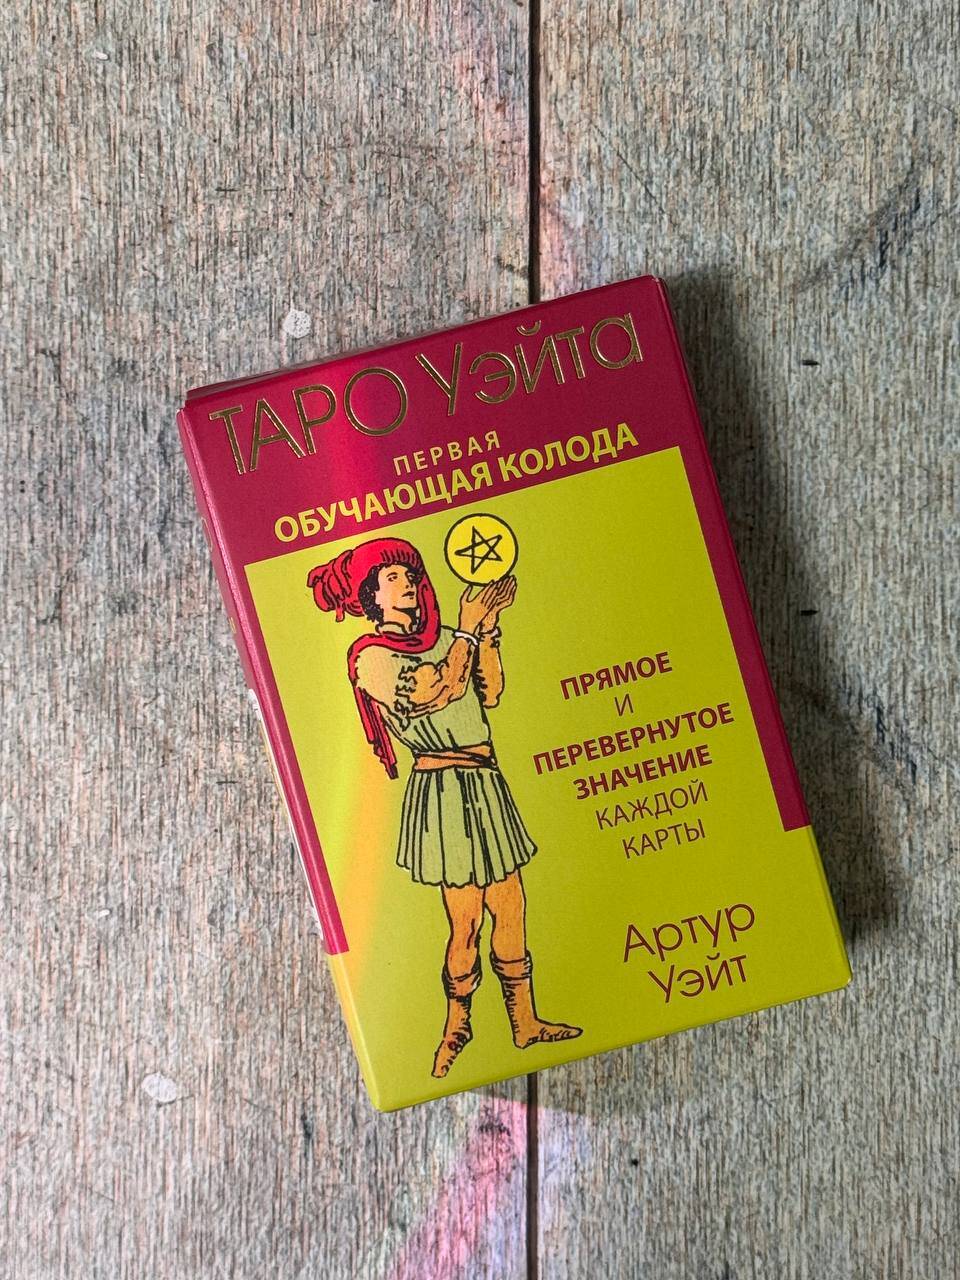 ТАРО Уэйта
ПЕРВАЯ
ОБУЧАЮЩАЯ КОЛОДА
ПРЯМОЕ
И
ПЕРЕВЕРНУТОЕ
ЗНАЧЕНИЕ
КАЖДОЙ
КАРТЫ
Артур
Уэйт